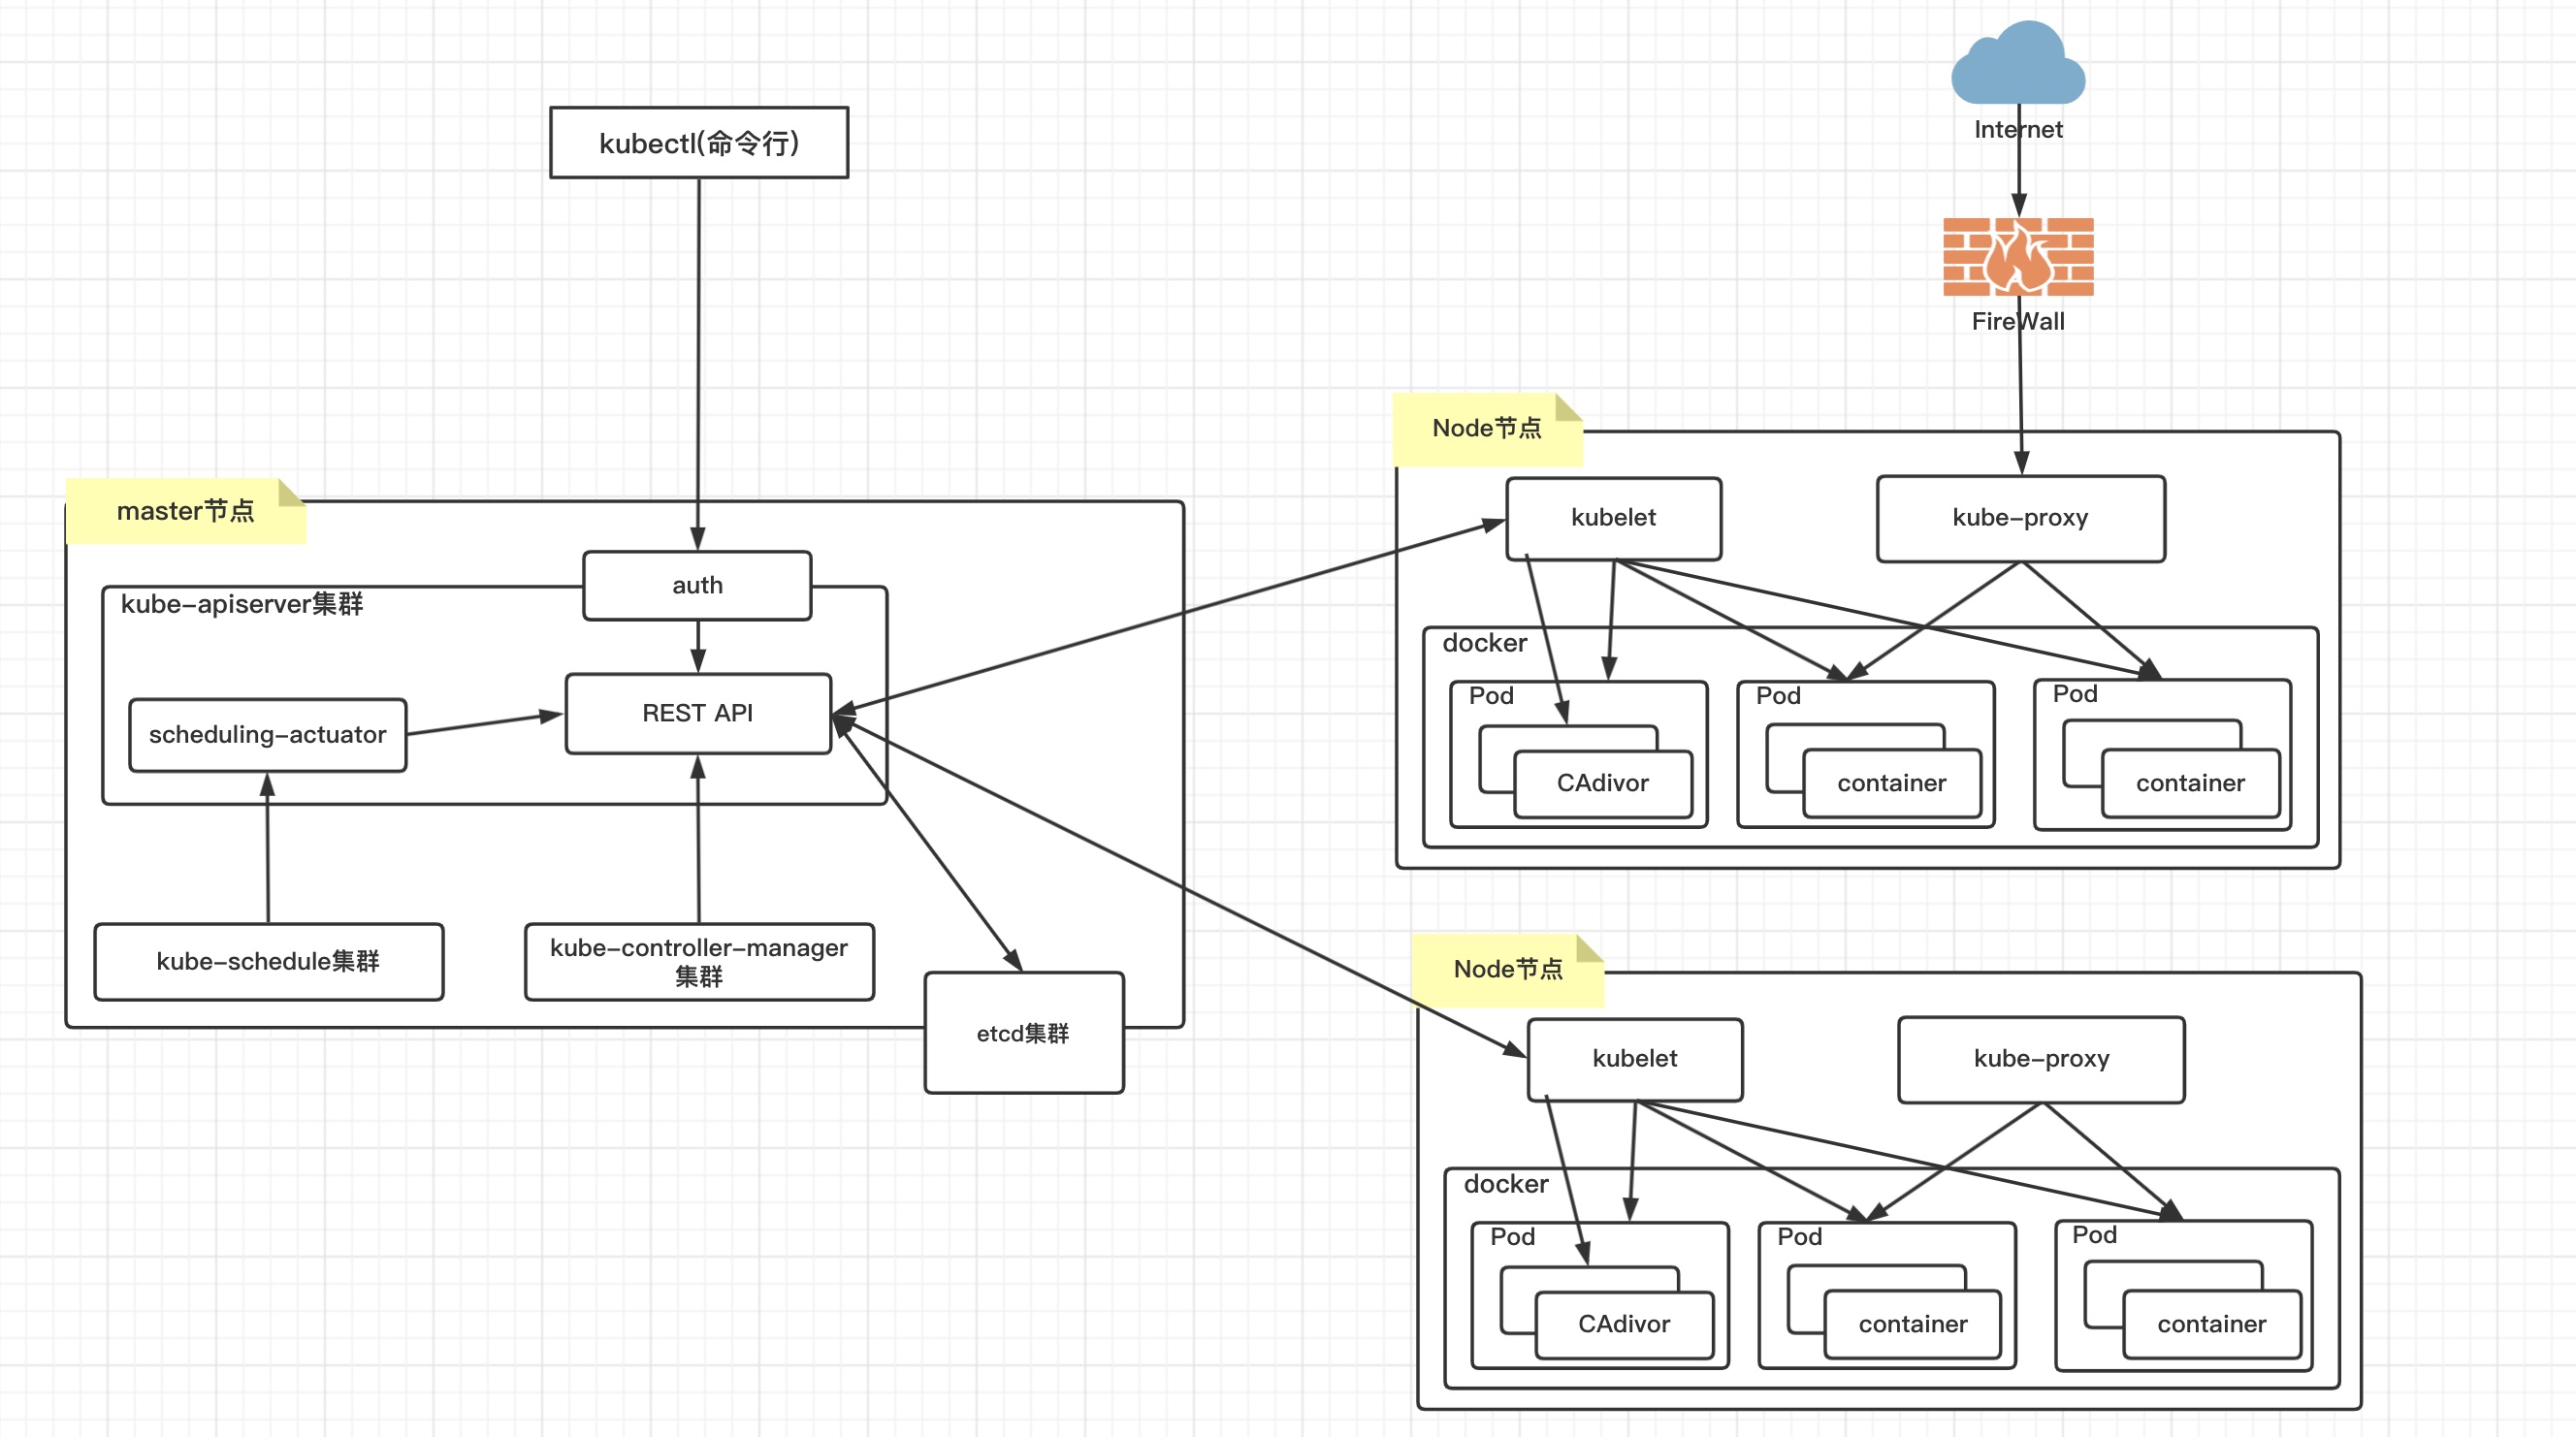 Internet
kubectl(命令行)
FireWall
Node节点
master节点
kubelet
kube-proxy
auth
kube-apiserver集群
docker
Pod
Pod
Pod
REST API
scheduling-actuator
CAdivor
container
container
kube-schedule集群
kube-controller-manager
集群
etcd集群
Node节点
kubelet
kube-proxy
docker
Pod
Pod
Pod
CAdivor
container
container